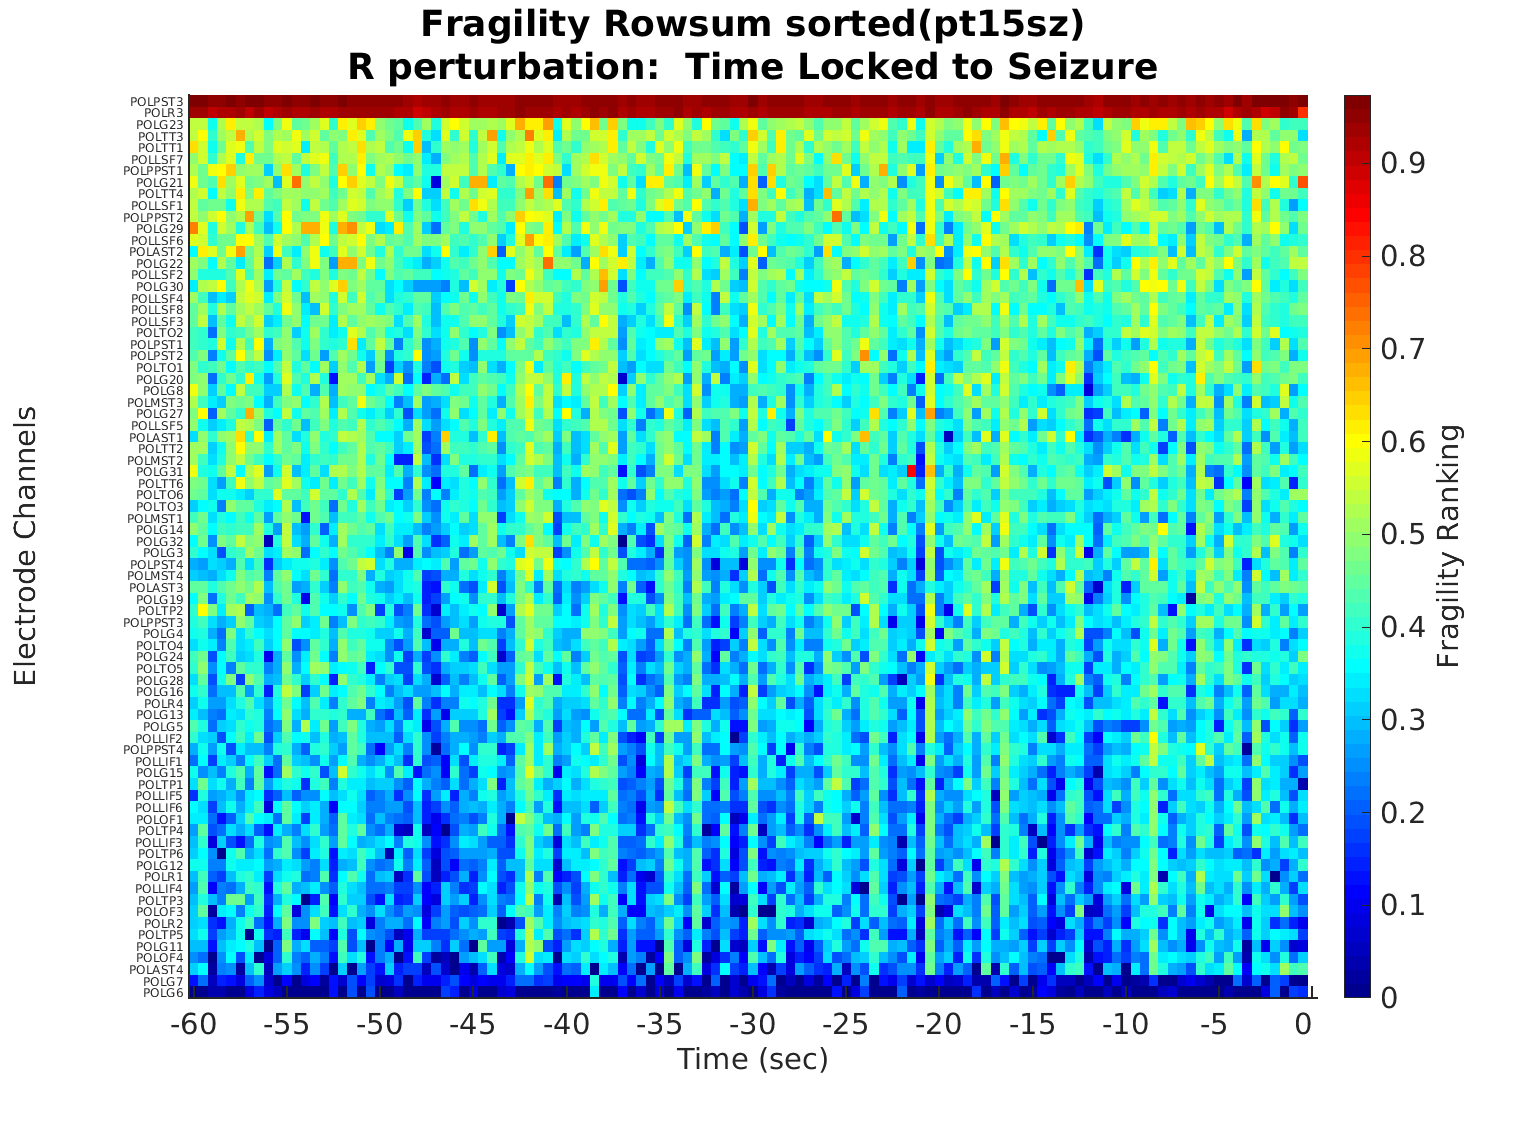 Fragility Rowsum sorted(pt15sz)
R perturbation:  Time Locked to Seizure
Electrode Channels
POLPST3
POLR3
POLG23
POLTT3
POLTT1
POLLSF7
POLPPST1
POLG21
POLTT4
POLLSF1
POLPPST2
POLG29
POLLSF6
POLAST2
POLG22
POLLSF2
POLG30
POLLSF4
POLLSF8
POLLSF3
POLTO2
POLPST1
POLPST2
POLTO1
POLG20
POLG8
POLMST3
POLG27
POLLSF5
POLAST1
POLTT2
POLMST2
POLG31
POLTT6
POLTO6
POLTO3
POLMST1
POLG14
POLG32
POLG3
POLPST4
POLMST4
POLAST3
POLG19
POLTP2
POLPPST3
POLG4
POLTO4
POLG24
POLTO5
POLG28
POLG16
POLR4
POLG13
POLG5
POLLIF2
POLPPST4
POLLIF1
POLG15
POLTP1
POLLIF5
POLLIF6
POLOF1
POLTP4
POLLIF3
POLTP6
POLG12
POLR1
POLLIF4
POLTP3
POLOF3
POLR2
POLTP5
POLG11
POLOF4
POLAST4
POLG7
POLG6
-60 -55 -50 -45 -40 -35 -30 -25 -20 -15 -10 -5 0
Time (sec)
0.9
0.8
0.7
0.6
0.5
0.4
0.3
0.2
0.1
0
Fragility Ranking